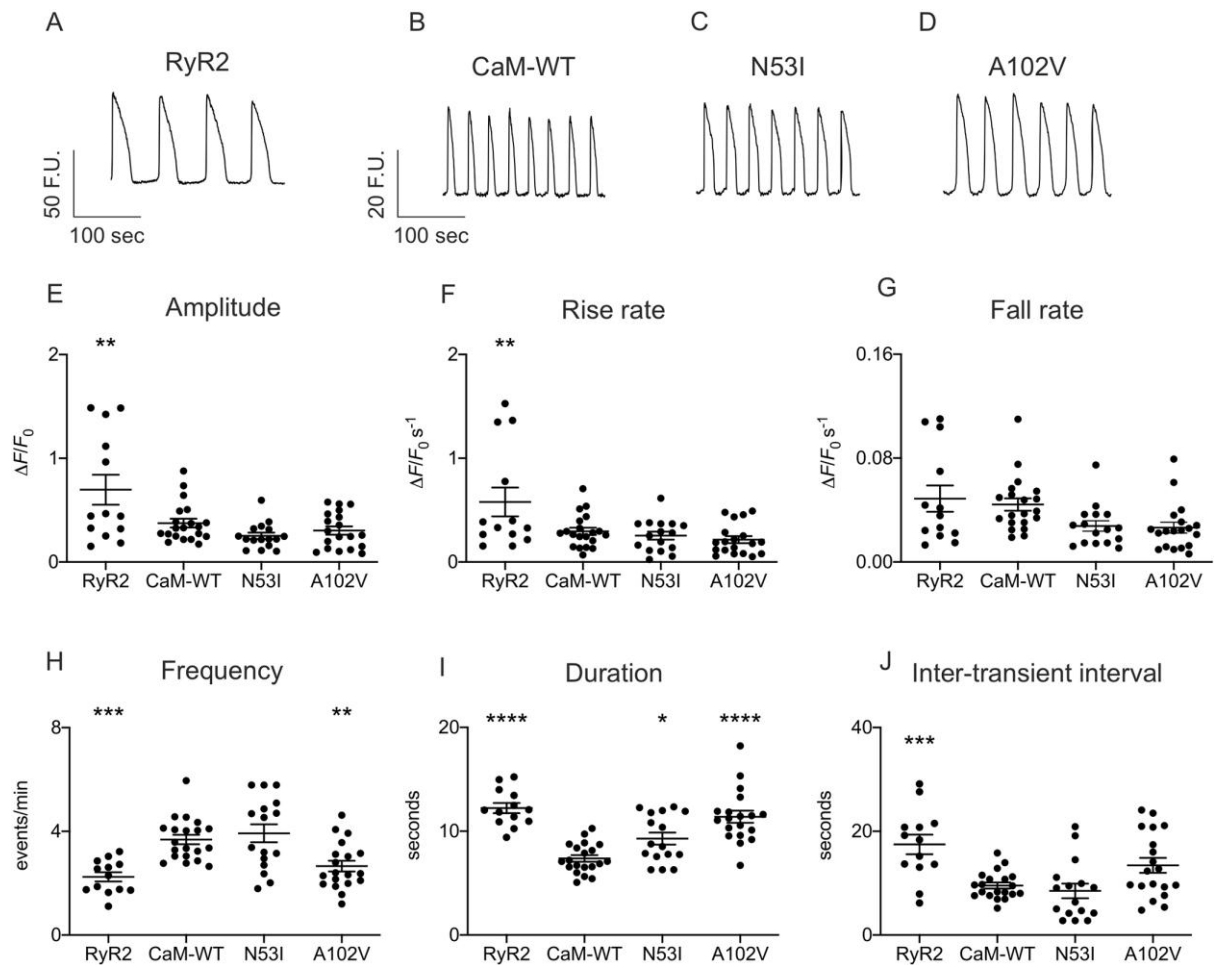 A
B
C
D
RyR2
CaM-WT
N53I
A102V
50 F.U.
100 sec
20 F.U.
100 sec
E
Amplitude
F
Rise rate
G
Fall rate
**
**
2
1
0
ΔF/F0
RyR2 CaM-WT N53I A102V
2
1
0
ΔF/F0 s-1
RyR2 CaM-WT N53I A102V
0.16
0.08
0.00
ΔF/F0 s-1
RyR2 CaM-WT N53I A102V
H
Frequency
I
Duration
J
Inter-transient interval
*** **
**** * ****
***
8
4
0
events/min
RyR2 CaM-WT N53I A102V
20
10
0
seconds
RyR2 CaM-WT N53I A102V
40
20
0
seconds
RyR2 CaM-WT N53I A102V